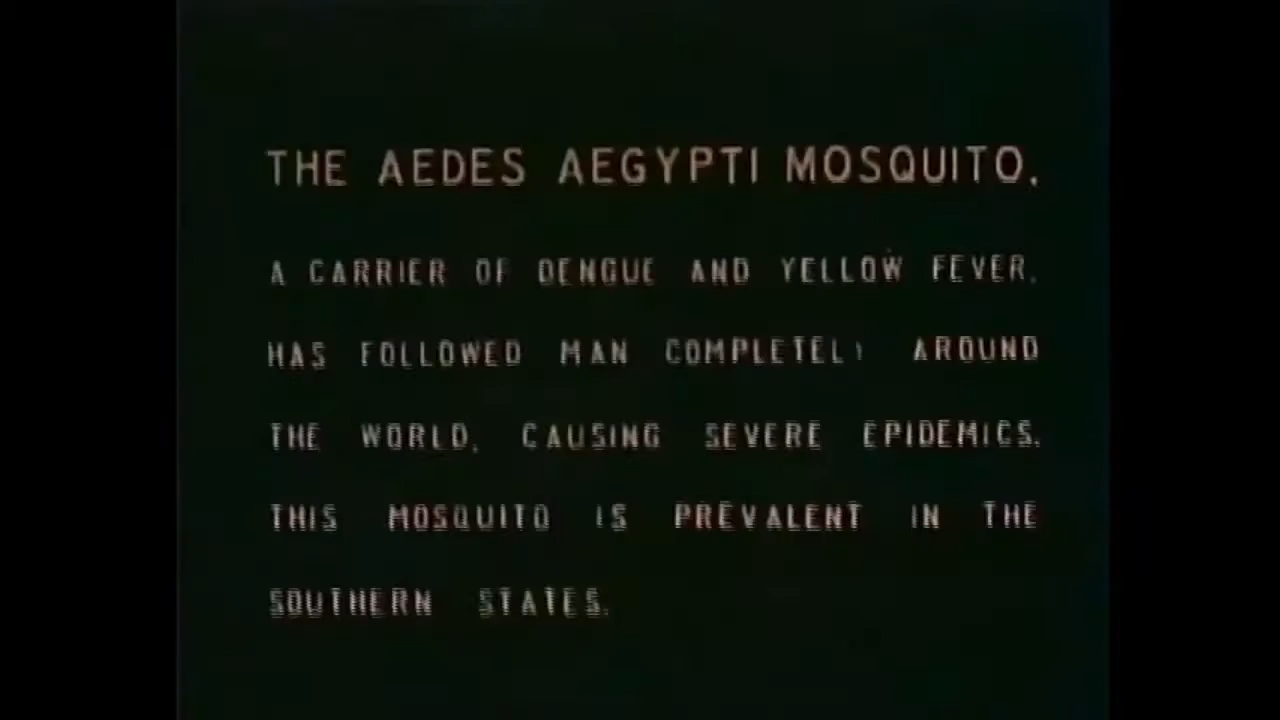 THE AEDES AEGYPTI MOSQUITO,
A CARRIER OF DENGUE AND YELLOW FEVER,
HAS FOLLOWED MAN COMPLETELY AROUND
THE WORLD, CAUSING SEVERE EPIDEMICS.
THIS MOSQUITO IS PREVALENT IN THE
SOUTHERN STATES.